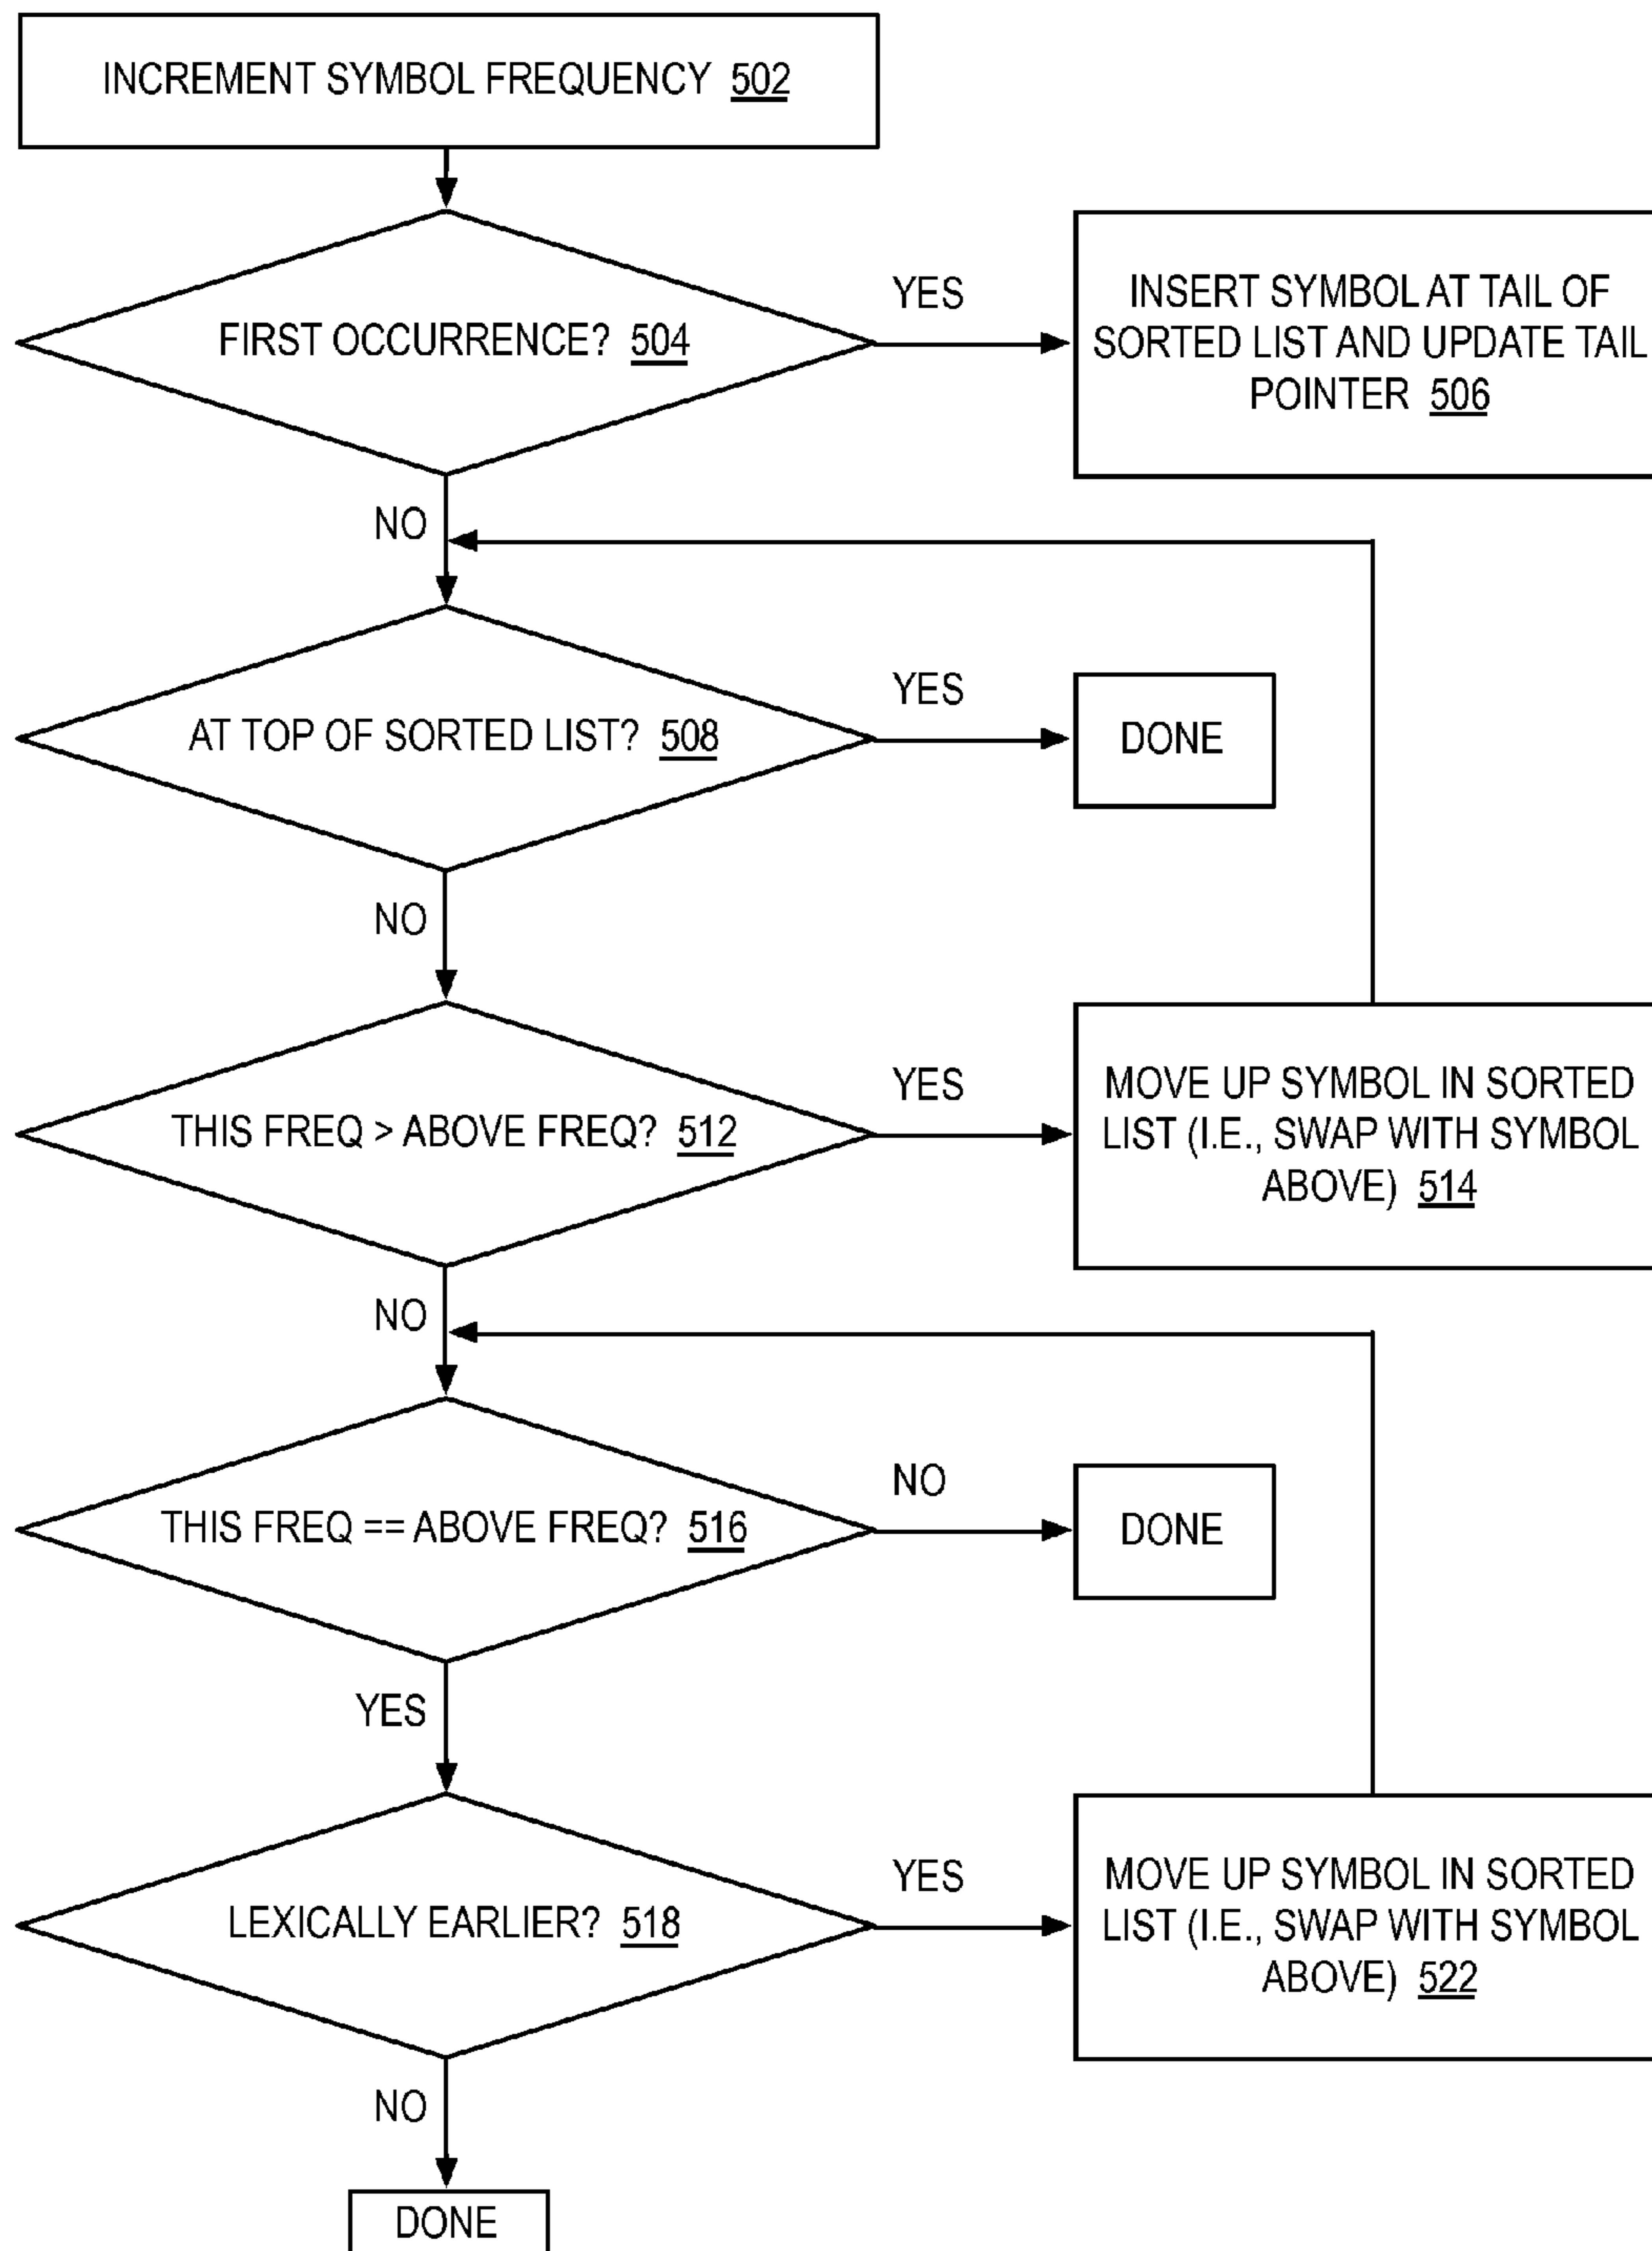 INCREMENT SYMBOL FREQUENCY 502
FIRST OCCURRENCE? 504
YES
INSERT SYMBOL AT TAIL OF
SORTED LIST AND UPDATE TAIL
POINTER 506
NO
AT TOP OF SORTED LIST? 508
YES
DONE
NO
THIS FREQ > ABOVE FREQ? 512
YES
MOVE UP SYMBOL IN SORTED
LIST (I.E., SWAP WITH SYMBOL
ABOVE) 514
NO
THIS FREQ == ABOVE FREQ? 516
NO
DONE
YES
LEXICALLY EARLIER? 518
YES
MOVE UP SYMBOL IN SORTED
LIST (I.E., SWAP WITH SYMBOL
ABOVE) 522
NO
DONE